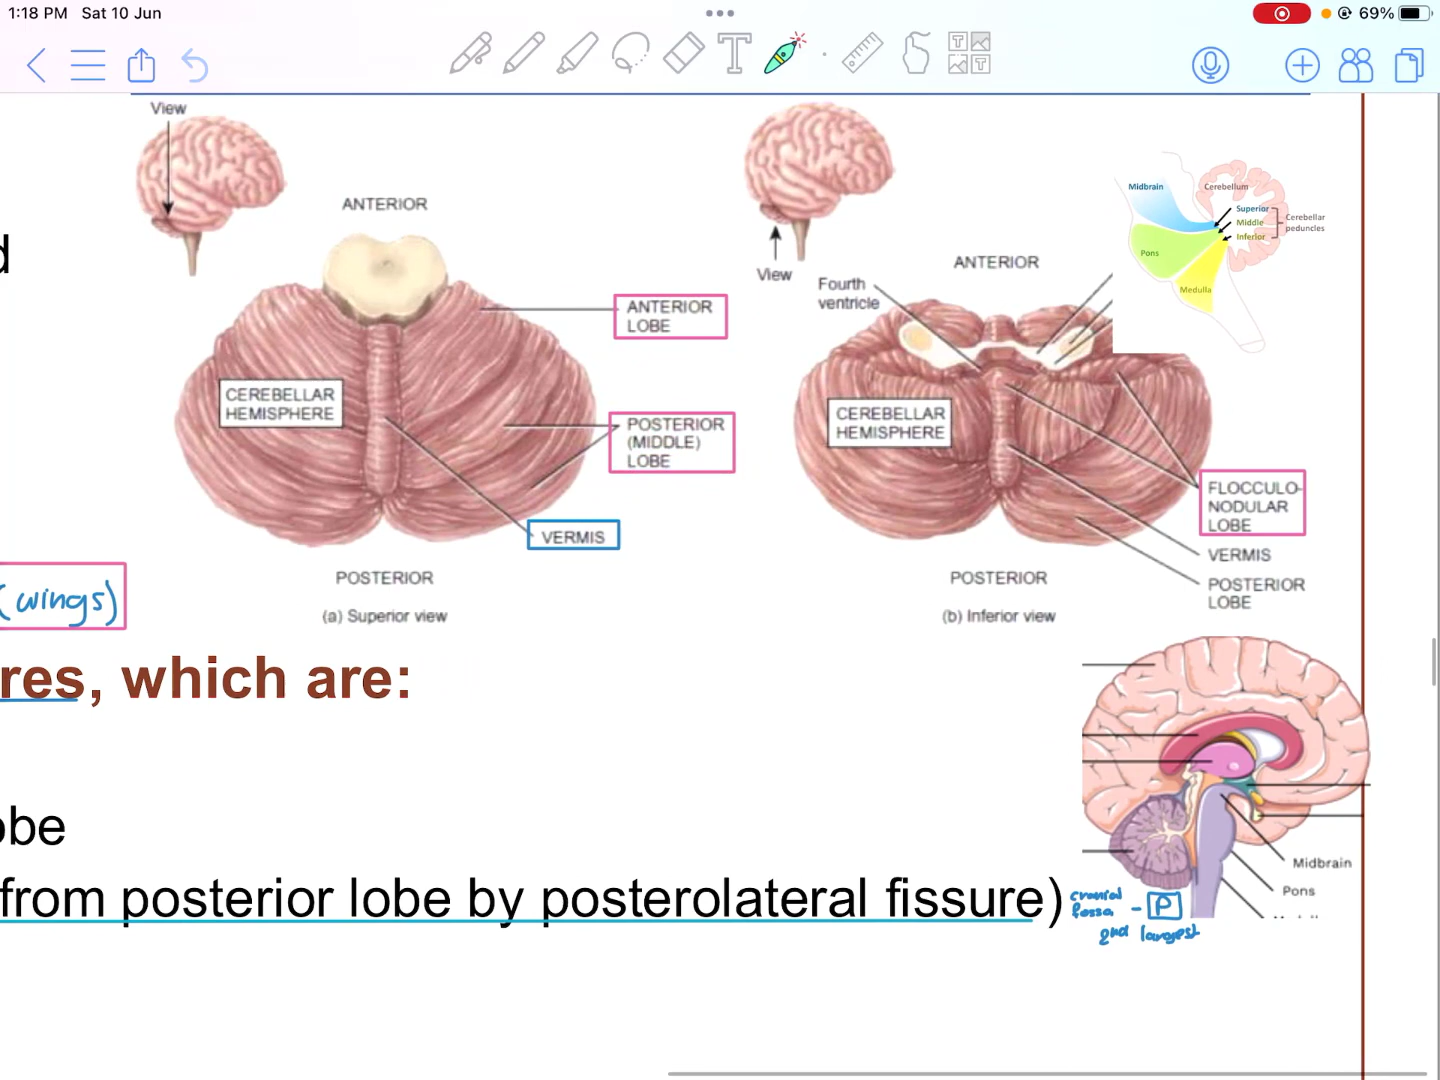 1:18 PM Sat 10 Jun
69%
View
ANTERIOR
ANTERIOR
LOBE
CEREBELLAR
HEMISPHERE
POSTERIOR
(MIDDLE)
LOBE
VERMIS
POSTERIOR
(a) Superior view
View
ANTERIOR
Fourth
ventricle
CEREBELLAR
HEMISPHERE
FLOCCULO-
NODULAR
LOBE
VERMIS
POSTERIOR
LOBE
POSTERIOR
(b) Inferior view
Midbrain
Cerebellum
Superior
Middle
Inferior
Cerebellar
peduncles
Pons
Medulla
d
(wings)
res, which are:
obe
from posterior lobe by posterolateral fissure)
Midbrain
Pons
cranial
fossa - P
2nd largest